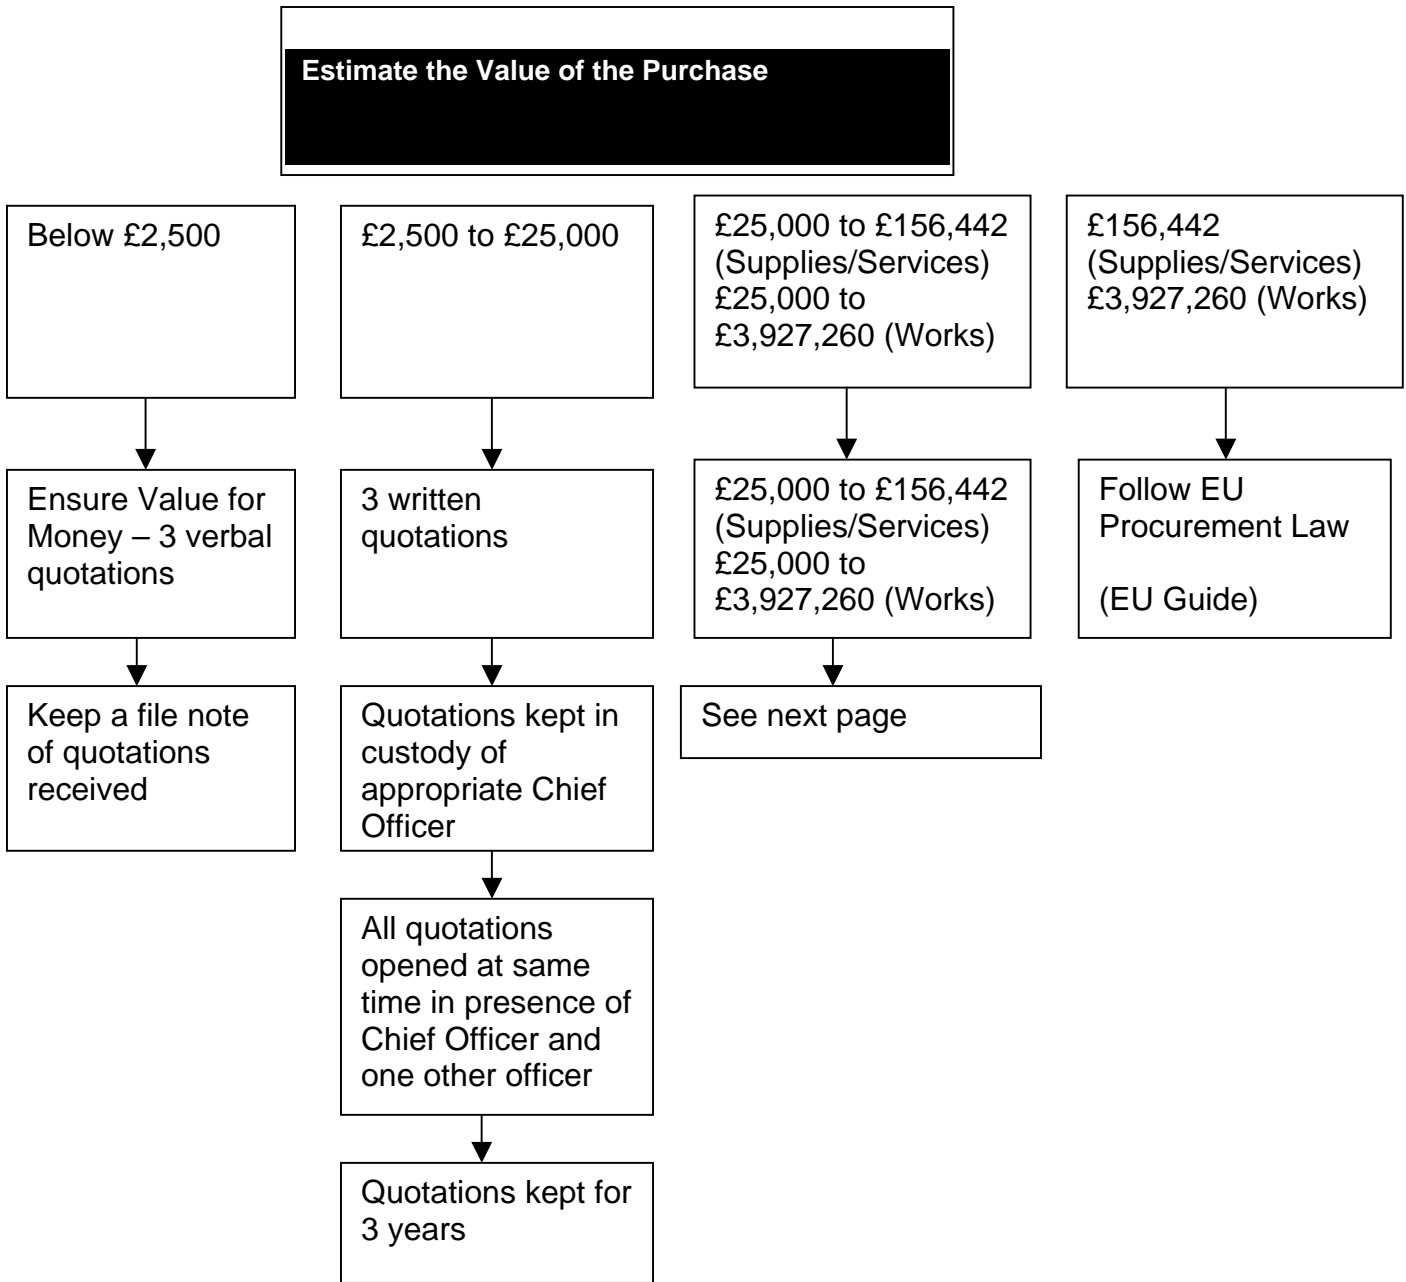 Estimate the Value of the Purchase
Below £2,500
£2,500 to £25,000
£25,000 to £156,442
(Supplies/Services)
£25,000 to
£3,927,260 (Works)
£156,442
(Supplies/Services)
£3,927,260 (Works)
Ensure Value for
Money – 3 verbal
quotations
3 written
quotations
£25,000 to £156,442
(Supplies/Services)
£25,000 to
£3,927,260 (Works)
Follow EU
Procurement Law
(EU Guide)
Keep a file note
of quotations
received
Quotations kept in
custody of
appropriate Chief
Officer
See next page
All quotations
opened at same
time in presence of
Chief Officer and
one other officer
Quotations kept for
3 years